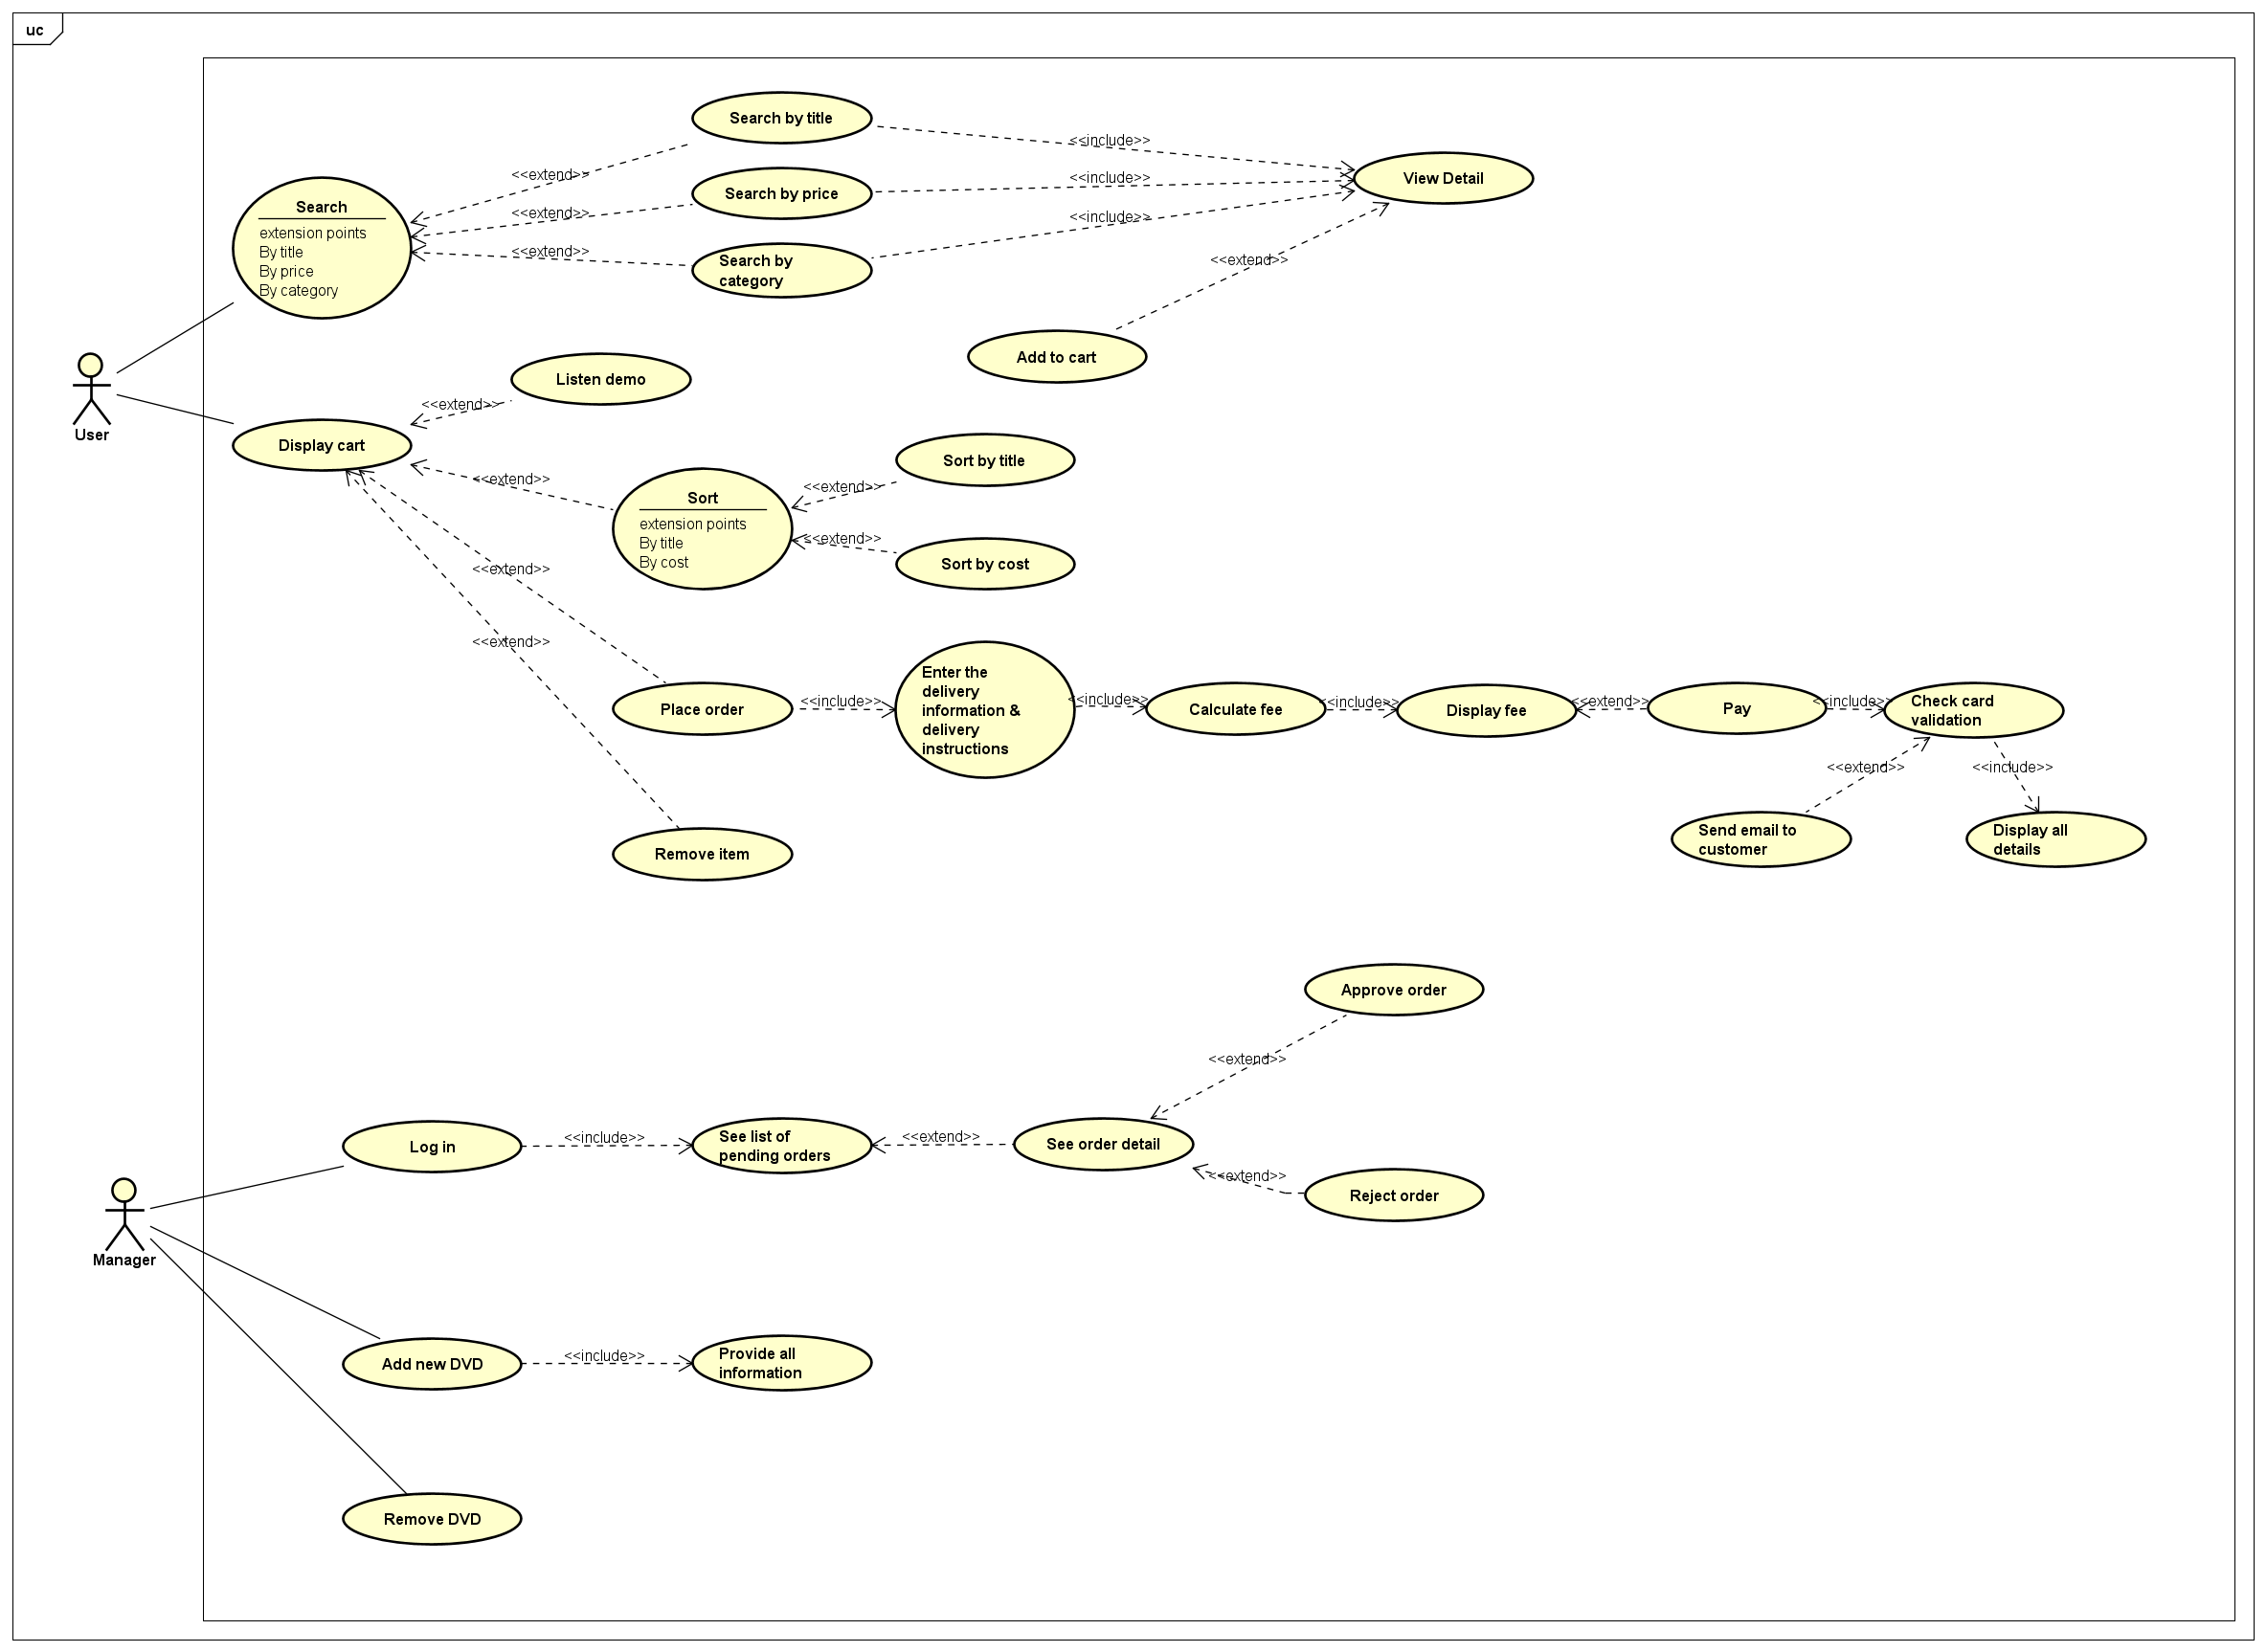 uc
Search by title
<<include>>
<<extend>>
View Detail
Search by price
<<include>>
Search
extension points
By title
By price
By category
<<extend>>
<<include>>
<<extend>>
Search by
category
<<extend>>
Add to cart
Listen demo
<<extend>>
User
Display cart
Sort by title
<<extend>>
<<extend>>
Sort
extension points
By title
By cost
<<extend>>
Sort by cost
<<extend>>
<<extend>>
Place order
<<include>>
Enter the
delivery
information &
delivery
instructions
<<include>>
Calculate fee
<<include>>
Display fee
<<extend>>
Pay
<<include>>
Check card
validation
<<extend>>
<<include>>
Send email to
customer
Display all
details
Remove item
Approve order
<<extend>>
Log in
<<include>>
See list of
pending orders
<<extend>>
See order detail
<<extend>>
Reject order
Manager
Add new DVD
<<include>>
Provide all
information
Remove DVD